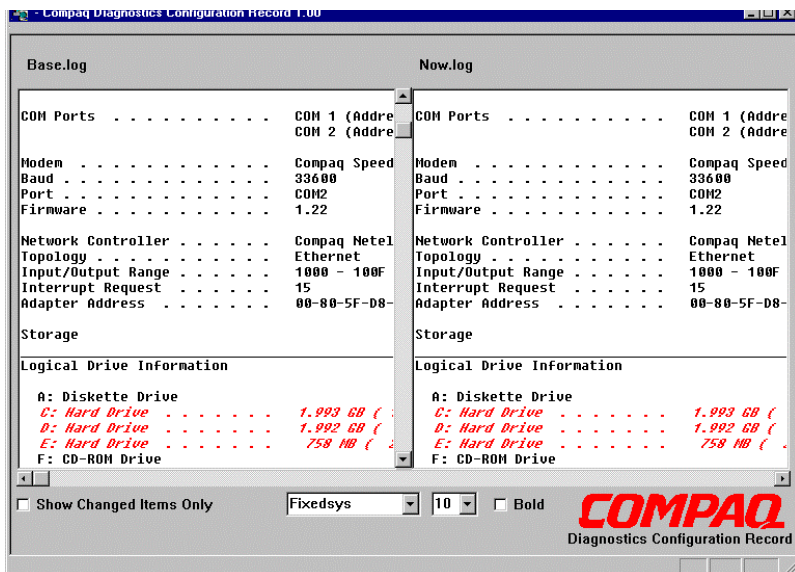 - Compaq Diagnostics Configuration Record 1.00
Base.log
Now.log
COM Ports . . . . . . . . . . COM 1 (Addre
COM 2 (Addre
Modem . . . . . . . . . . . . Compaq Speed
Baud . . . . . . . . . . . . . 33600
Port . . . . . . . . . . . . . COM2
Firmware . . . . . . . . . . . 1.22
Network Controller . . . . . . Compaq Netel
Topology . . . . . . . . . . . Ethernet
Input/Output Range . . . . . . 1000 - 100F
Interrupt Request . . . . . . 15
Adapter Address . . . . . . . 00-80-5F-D8-
Storage
Logical Drive Information
A: Diskette Drive
C: Hard Drive . . . . . . . 1.993 GB (
D: Hard Drive . . . . . . . 1.992 GB (
E: Hard Drive . . . . . . . 758 MB (
F: CD-ROM Drive
COM Ports . . . . . . . . . . COM 1 (Addre
COM 2 (Addre
Modem . . . . . . . . . . . . Compaq Speed
Baud . . . . . . . . . . . . . 33600
Port . . . . . . . . . . . . . COM2
Firmware . . . . . . . . . . . 1.22
Network Controller . . . . . . Compaq Netel
Topology . . . . . . . . . . . Ethernet
Input/Output Range . . . . . . 1000 - 100F
Interrupt Request . . . . . . 15
Adapter Address . . . . . . . 00-80-5F-D8-
Storage
Logical Drive Information
A: Diskette Drive
C: Hard Drive . . . . . . . 1.993 GB (
D: Hard Drive . . . . . . . 1.992 GB (
E: Hard Drive . . . . . . . 758 MB (
F: CD-ROM Drive
Show Changed Items Only
Fixedsys
10
Bold
COMPAQ
Diagnostics Configuration Record